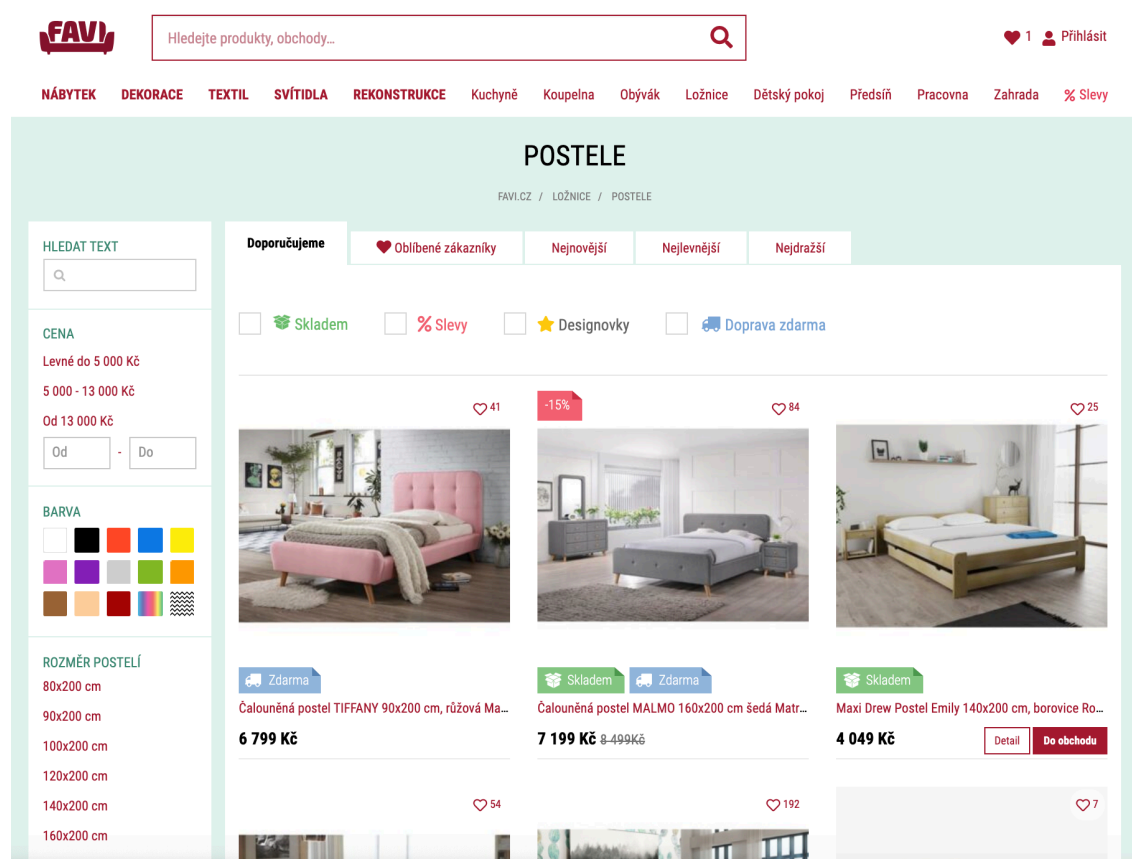 FAVI
Hledejte produkty, obchody...
1 Přihlásit
NÁBYTEK DEKORACE TEXTIL SVÍTIDLA REKONSTRUKCE Kuchyně Koupelna Obývák Ložnice Dětský pokoj Předsíň Pracovna Zahrada % Slevy
POSTELE
FAVI.CZ / LOŽNICE / POSTELE
HLEDAT TEXT
CENA
Levné do 5 000 Kč
5 000 - 13 000 Kč
Od 13 000 Kč
Od - Do
BARVA
ROZMĚR POSTELÍ
80x200 cm
90x200 cm
100x200 cm
120x200 cm
140x200 cm
160x200 cm
Doporučujeme Oblíbené zákazníky Nejnovější Nejlevnější Nejdražší
Skladem % Slevy Designovky Doprava zdarma
41
Zdarma
Čalouněná postel TIFFANY 90x200 cm, růžová Ma...
6 799 Kč
-15% 84
Skladem Zdarma
Čalouněná postel MALMO 160x200 cm šedá Matr...
7 199 Kč 8 499Kč
25
Skladem
Maxi Drew Postel Emily 140x200 cm, borovice Ro...
4 049 Kč Detail Do obchodu
54
192
7